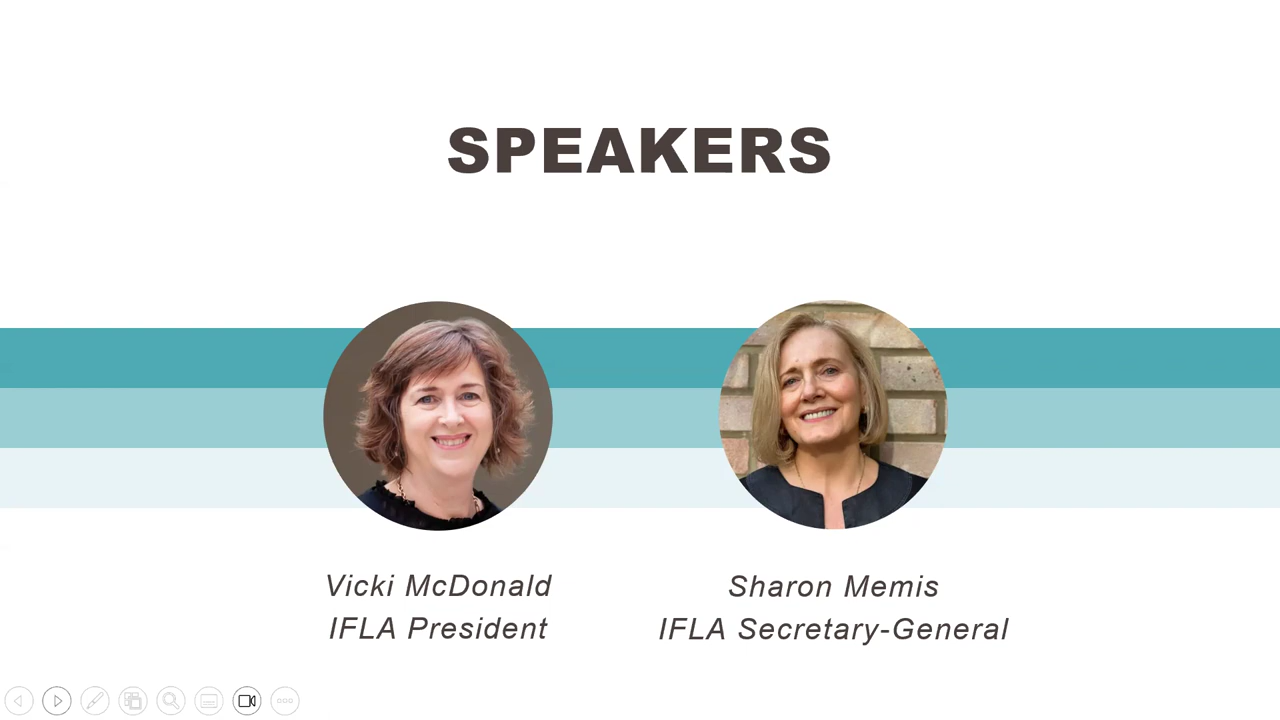 SPEAKERS
Vicki McDonald
IFLA President
Sharon Memis
IFLA Secretary-General